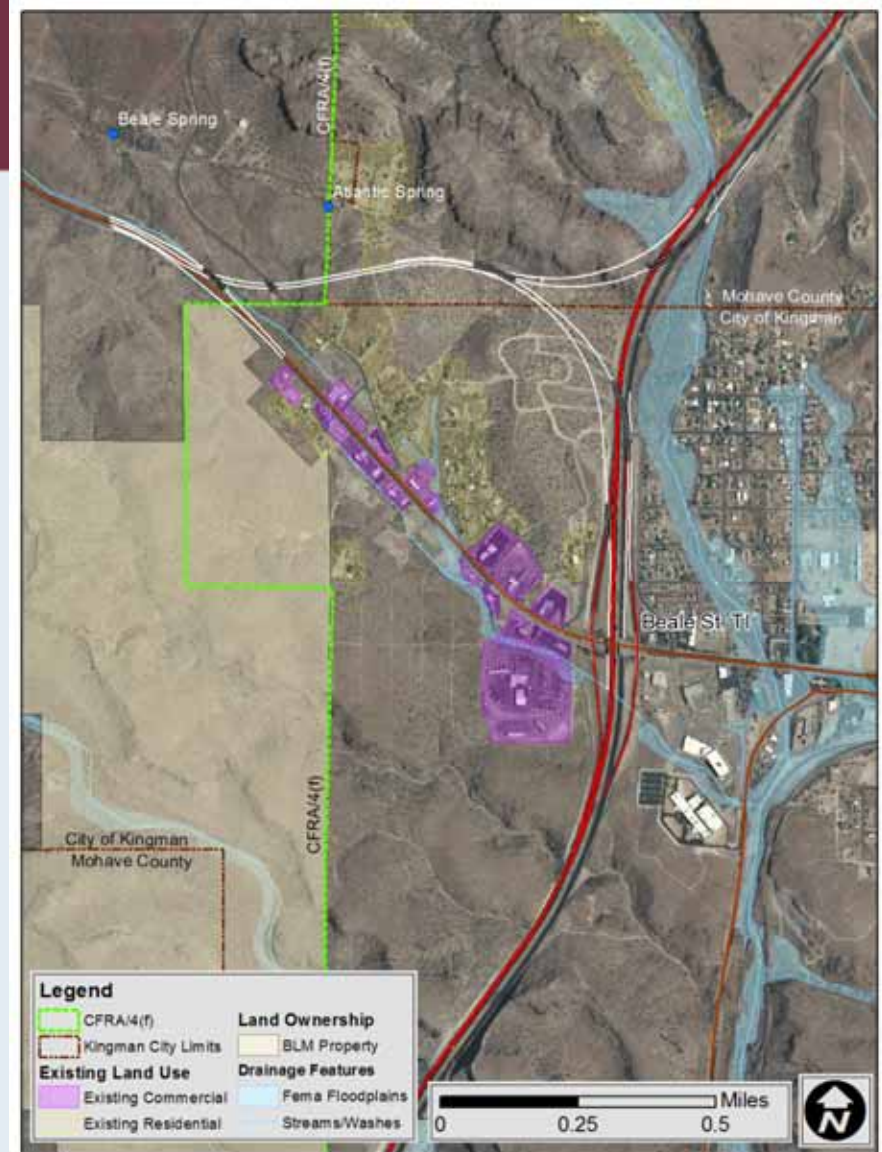 CFRA/4(f)
Beale Spring
Atlantic Spring
Mohave County
City of Kingman
Beale St. TI
CFRA/4(f)
City of Kingman
Mohave County
Legend
CFRA/4(f)
Kingman City Limits
Existing Land Use
Existing Commercial
Existing Residential
Land Ownership
BLM Property
Drainage Features
Fema Floodplains
Streams/Washes
Miles
0 0.25 0.5
N